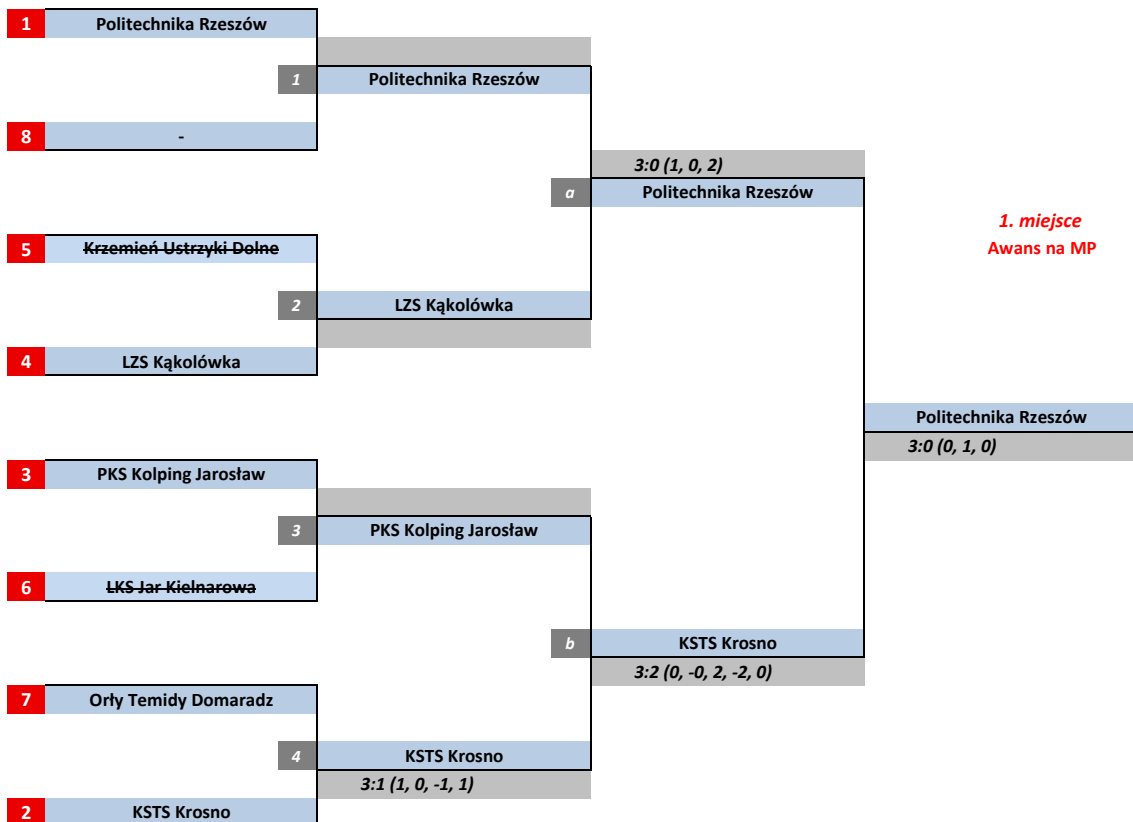 1 Politechnika Rzeszów
1 Politechnika Rzeszów
8 -
3:0 (1, 0, 2)
a Politechnika Rzeszów
1. miejsce
Awans na MP
5 Krzemień Ustrzyki Dolne
2 LZS Kąkolówka
4 LZS Kąkolówka
Politechnika Rzeszów
3:0 (0, 1, 0)
3 PKS Kolping Jarosław
3 PKS Kolping Jarosław
6 LKS Jar Kielnarowa
b KSTS Krosno
3:2 (0, -0, 2, -2, 0)
7 Orły Temidy Domaradz
4 KSTS Krosno
3:1 (1, 0, -1, 1)
2 KSTS Krosno